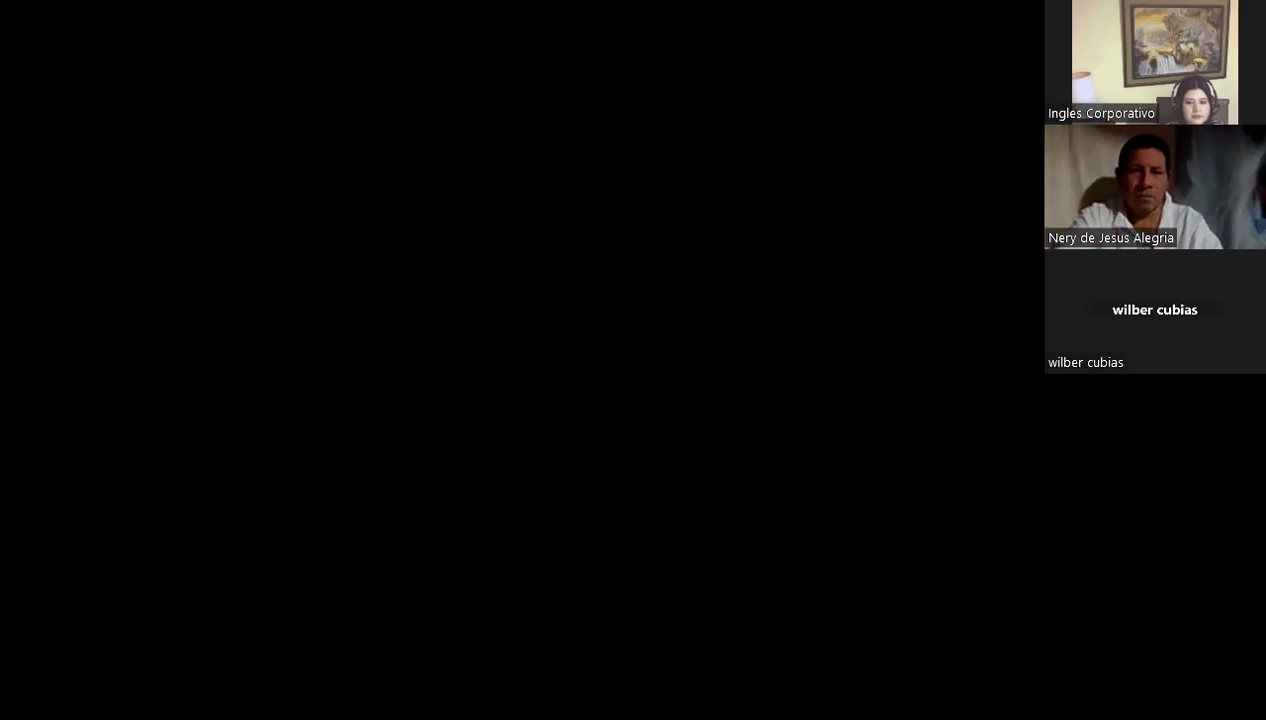 Ingles Corporativo
Nery de Jesus Alegria
wilber cubias
wilber cubias